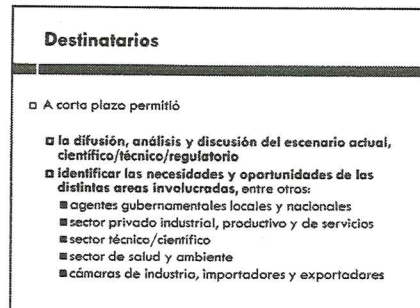 Destinatarios
A corto plazo permitió
la difusión, análisis y discusión del escenario actual,
científico/técnico/regulatorio
identificar las necesidades y oportunidades de las
distintas areas involucradas, entre otros:
agentes gubernamentales locales y nacionales
sector privado industrial, productivo y de servicios
sector técnico/científico
sector de salud y ambiente
cámaras de industria, importadores y exportadores